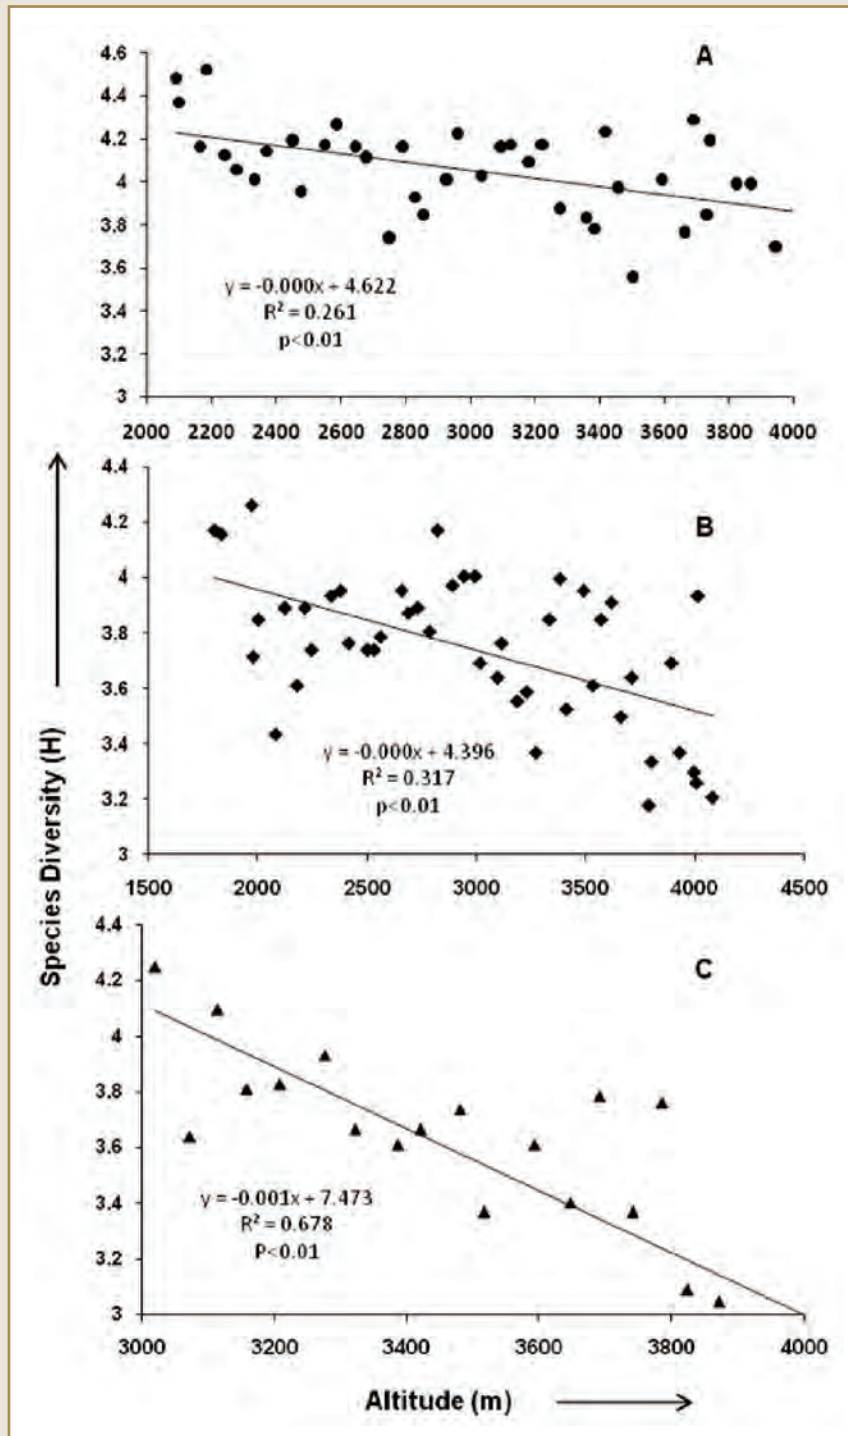 A
4.6
4.4
4.2
4
3.8
3.6
3.4
3.2
3
y = -0.000x + 4.622
R² = 0.261
p<0.01
2000 2200 2400 2600 2800 3000 3200 3400 3600 3800 4000
B
4.4
4.2
4
3.8
3.6
3.4
3.2
3
y = -0.000x + 4.396
R² = 0.317
p<0.01
1500 2000 2500 3000 3500 4000 4500
Species Diversity (H)
C
4.4
4.2
4
3.8
3.6
3.4
3.2
3
y = -0.001x + 7.473
R² = 0.678
P<0.01
3000 3200 3400 3600 3800 4000
Altitude (m)